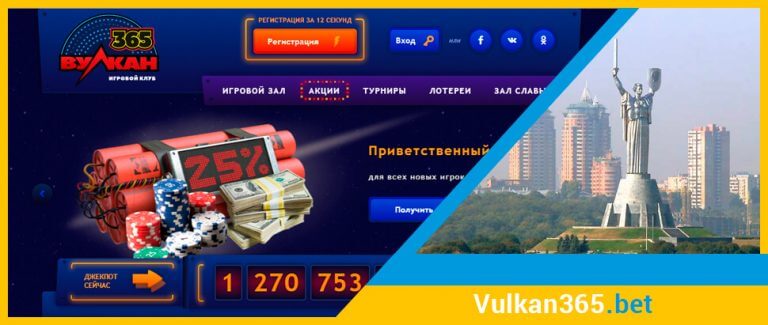 РЕГИСТРАЦИЯ ЗА 12 СЕКУНД
Регистрация
Вход
или
365
ВУЛКАН
ИГРОВОЙ КЛУБ
ИГРОВОЙ ЗАЛ
АКЦИИ
ТУРНИРЫ
ЛОТЕРЕИ
ЗАЛ СЛАВЫ
25%
Приветственный
для всех новых
Получить
ДЖЕКПОТ
СЕЙЧАС
1 270 753
Vulkan365.bet